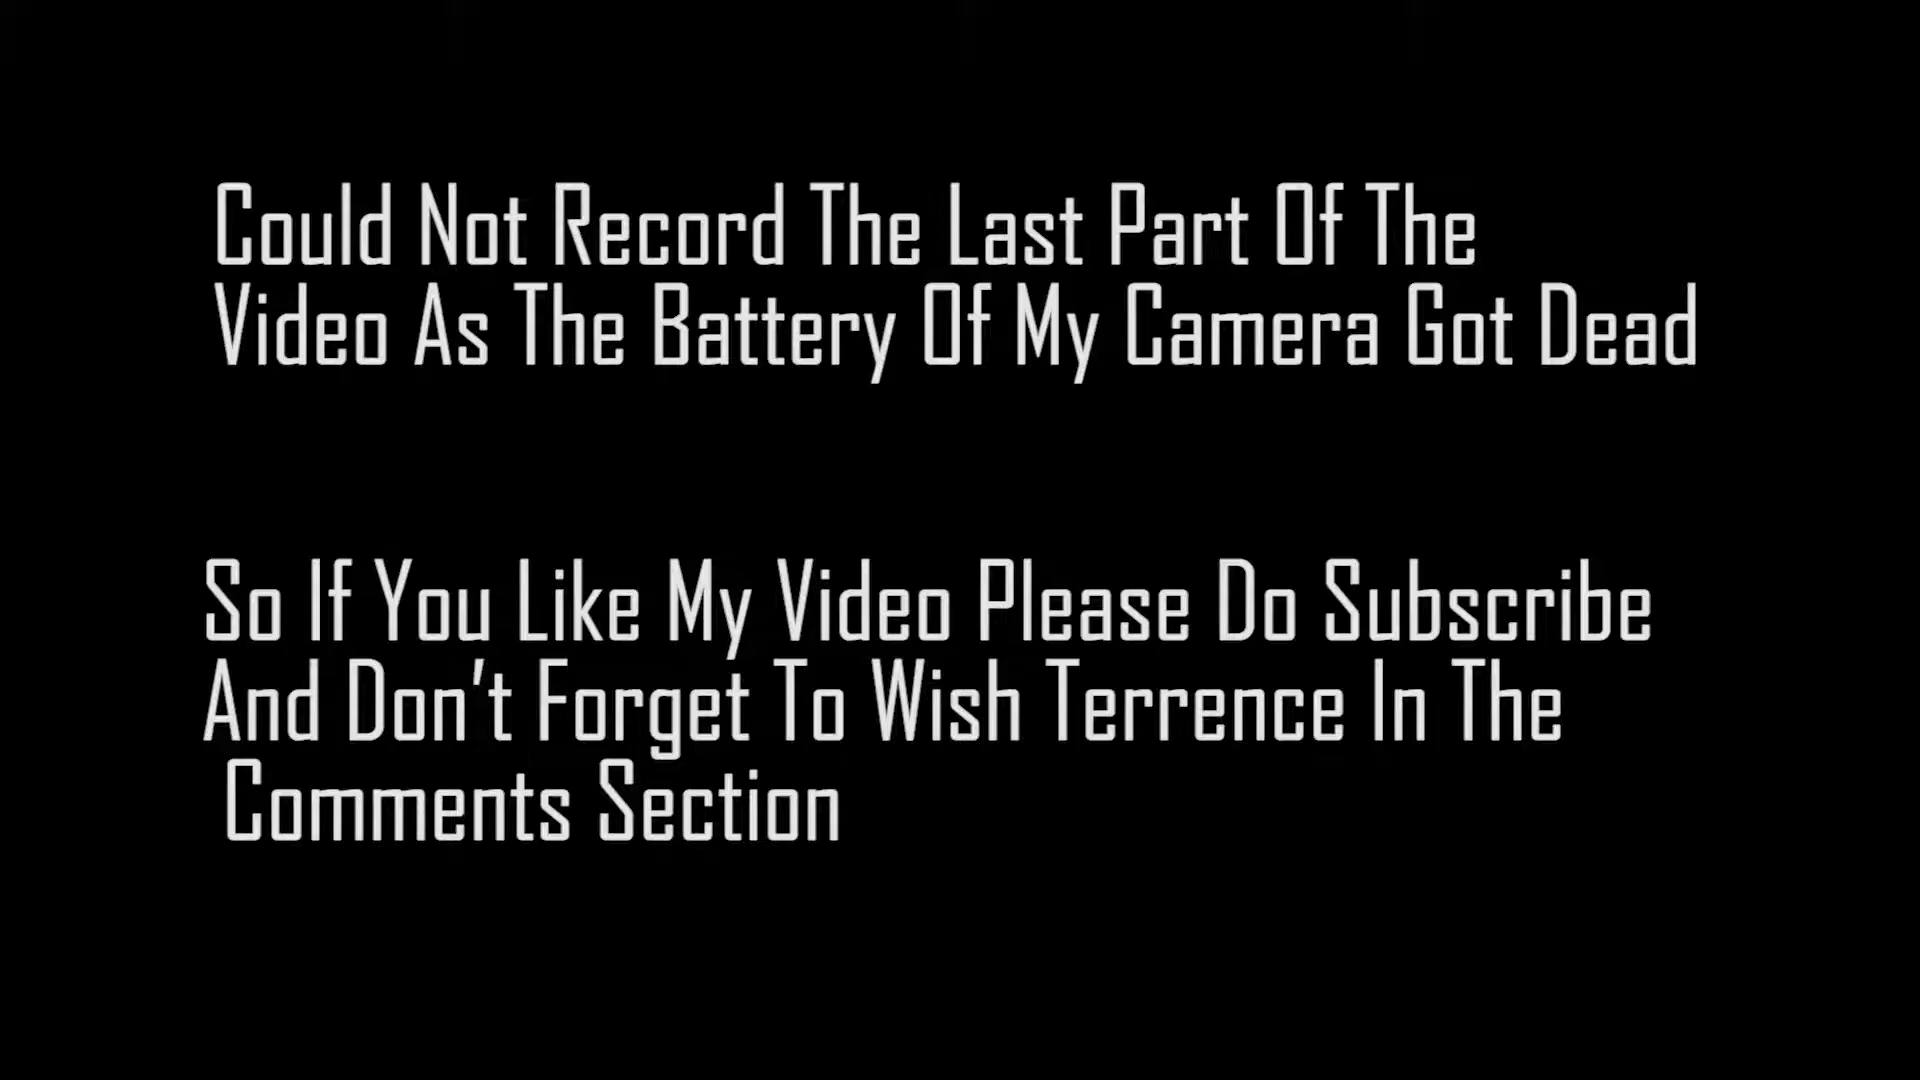 Could Not Record The Last Part Of The
Video As The Battery Of My Camera Got Dead
So If You Like My Video Please Do Subscribe
And Don't Forget To Wish Terrence In The
Comments Section